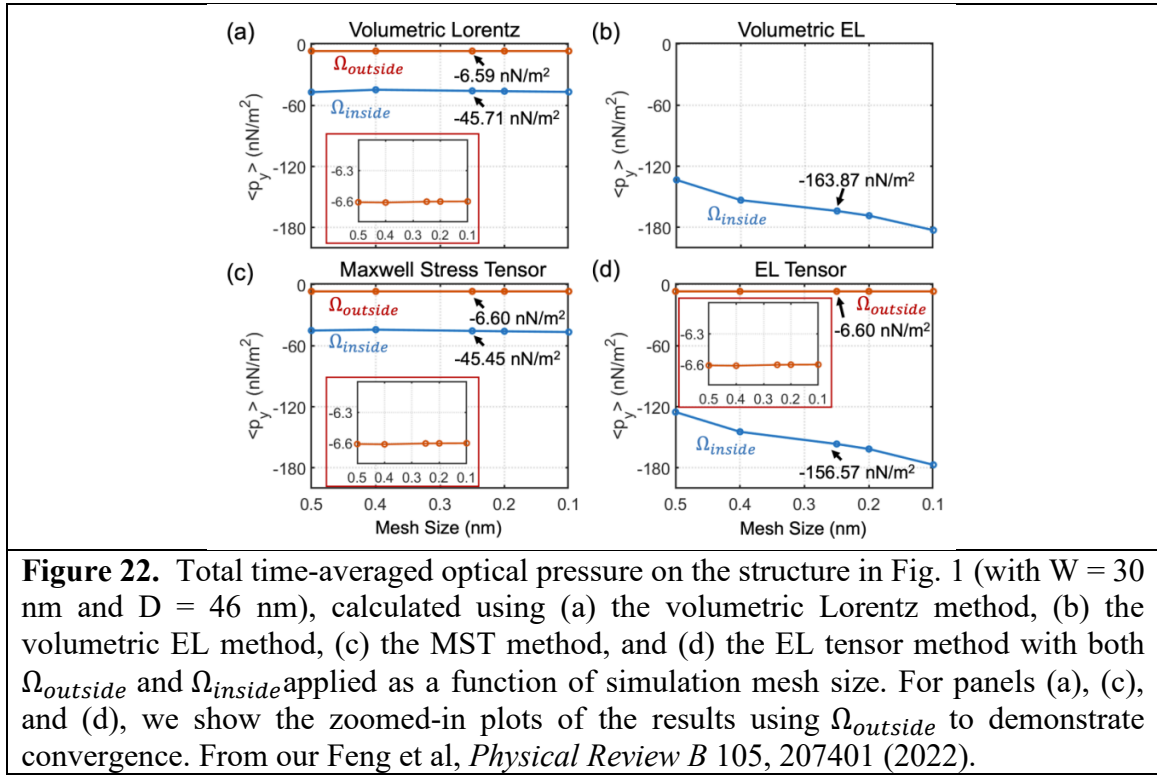 (a) Volumetric Lorentz
0
Ω_outside
-6.59 nN/m²
-60
Ω_inside
-45.71 nN/m²
<p_y> (nN/m²)
-120
-6.3
-6.6
0.5 0.4 0.3 0.2 0.1
-180
(b) Volumetric EL
0
-60
<p_y> (nN/m²)
-120
-163.87 nN/m²
Ω_inside
-180
(c) Maxwell Stress Tensor
0
Ω_outside
-6.60 nN/m²
-60
Ω_inside
-45.45 nN/m²
<p_y> (nN/m²)
-120
-6.3
-6.6
0.5 0.4 0.3 0.2 0.1
-180
0.5 0.4 0.3 0.2 0.1
Mesh Size (nm)
(d) EL Tensor
0
Ω_outside
-6.60 nN/m²
-6.3
-6.6
0.5 0.4 0.3 0.2 0.1
-60
<p_y> (nN/m²)
-120
Ω_inside
-156.57 nN/m²
-180
0.5 0.4 0.3 0.2 0.1
Mesh Size (nm)
Figure 22. Total time-averaged optical pressure on the structure in Fig. 1 (with W = 30
nm and D = 46 nm), calculated using (a) the volumetric Lorentz method, (b) the
volumetric EL method, (c) the MST method, and (d) the EL tensor method with both
Ω_outside and Ω_inside applied as a function of simulation mesh size. For panels (a), (c),
and (d), we show the zoomed-in plots of the results using Ω_outside to demonstrate
convergence. From our Feng et al, Physical Review B 105, 207401 (2022).